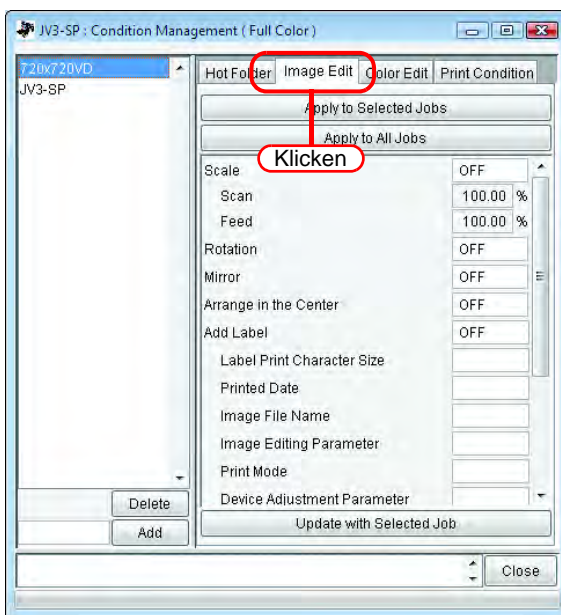 JV3-SP : Condition Management ( Full Color )
720x720VD
JV3-SP
Hot Folder Image Edit Color Edit Print Condition
Apply to Selected Jobs
Apply to All Jobs
Klicken
Scale OFF
Scan 100.00 %
Feed 100.00 %
Rotation OFF
Mirror OFF
Arrange in the Center OFF
Add Label OFF
Label Print Character Size
Printed Date
Image File Name
Image Editing Parameter
Print Mode
Device Adjustment Parameter
Delete
Add
Update with Selected Job
Close